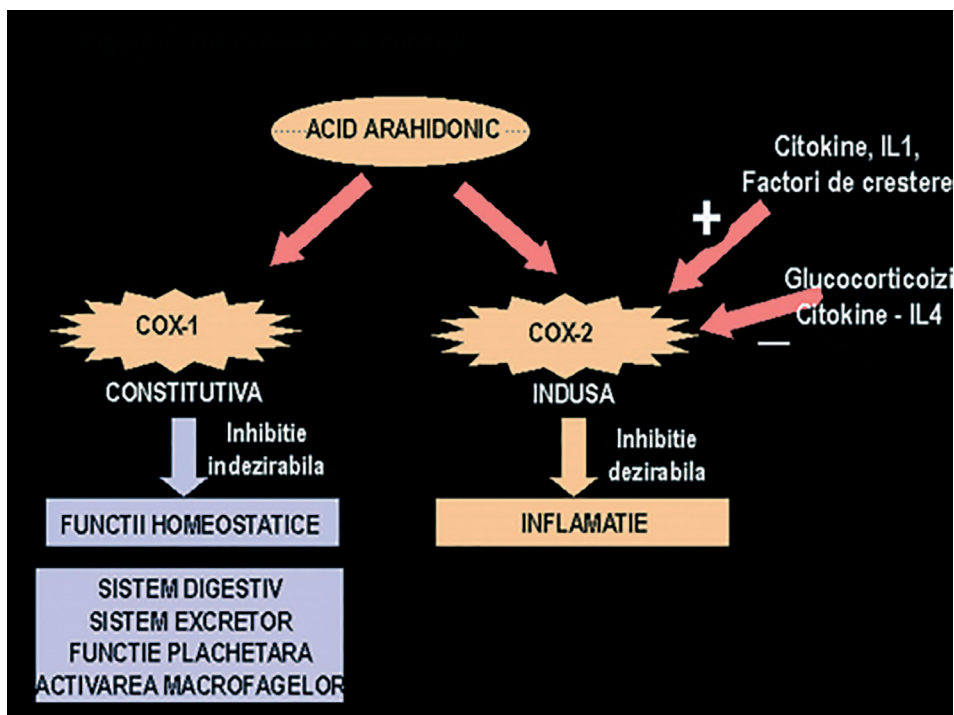 ACID ARAHIDONIC
Citokine, IL1,
Factori de crestere
+
Glucocorticoizi
Citokine - IL4
—
COX-1
CONSTITUTIVA
COX-2
INDUSA
Inhibitie
indezirabila
Inhibitie
dezirabila
FUNCTII HOMEOSTATICE
INFLAMATIE
SISTEM DIGESTIV
SISTEM EXCRETOR
FUNCTIE PLACHETARA
ACTIVAREA MACROFAGELOR